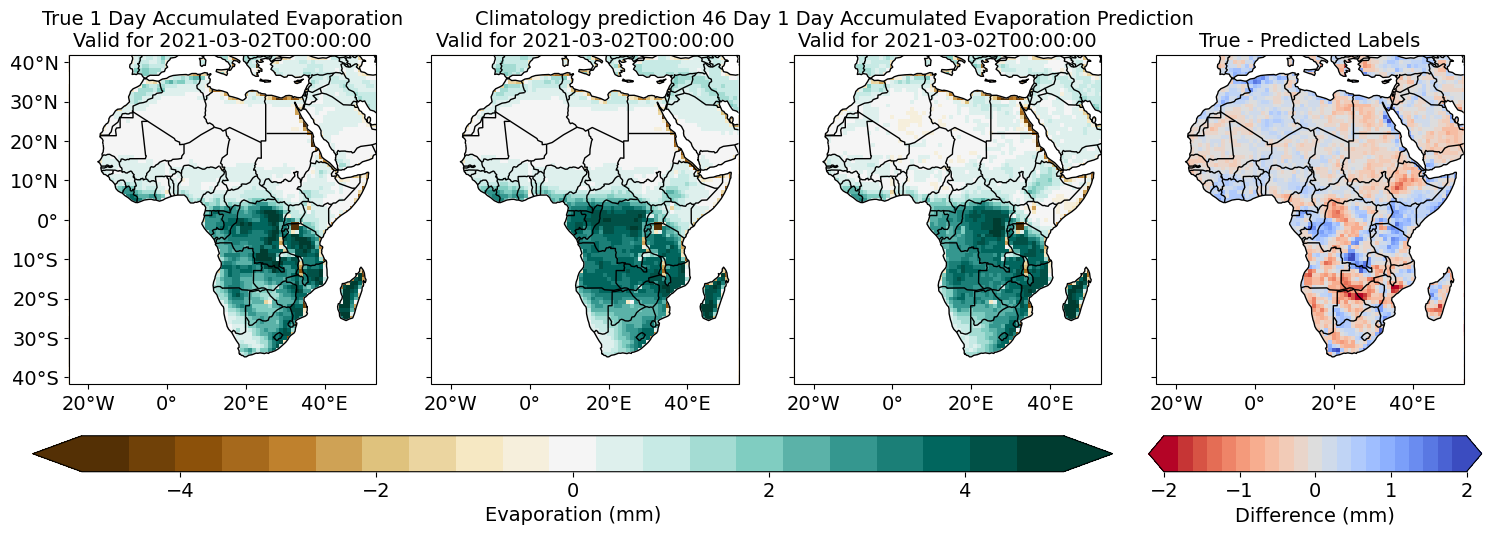 True 1 Day Accumulated Evaporation
Valid for 2021-03-02T00:00:00
Climatology prediction 46 Day 1 Day Accumulated Evaporation Prediction
Valid for 2021-03-02T00:00:00
Valid for 2021-03-02T00:00:00
True - Predicted Labels
40°N
30°N
20°N
10°N
0°
10°S
20°S
30°S
40°S
20°W 0° 20°E 40°E
20°W 0° 20°E 40°E
20°W 0° 20°E 40°E
20°W 0° 20°E 40°E
−4 −2 0 2 4
Evaporation (mm)
−2 −1 0 1 2
Difference (mm)